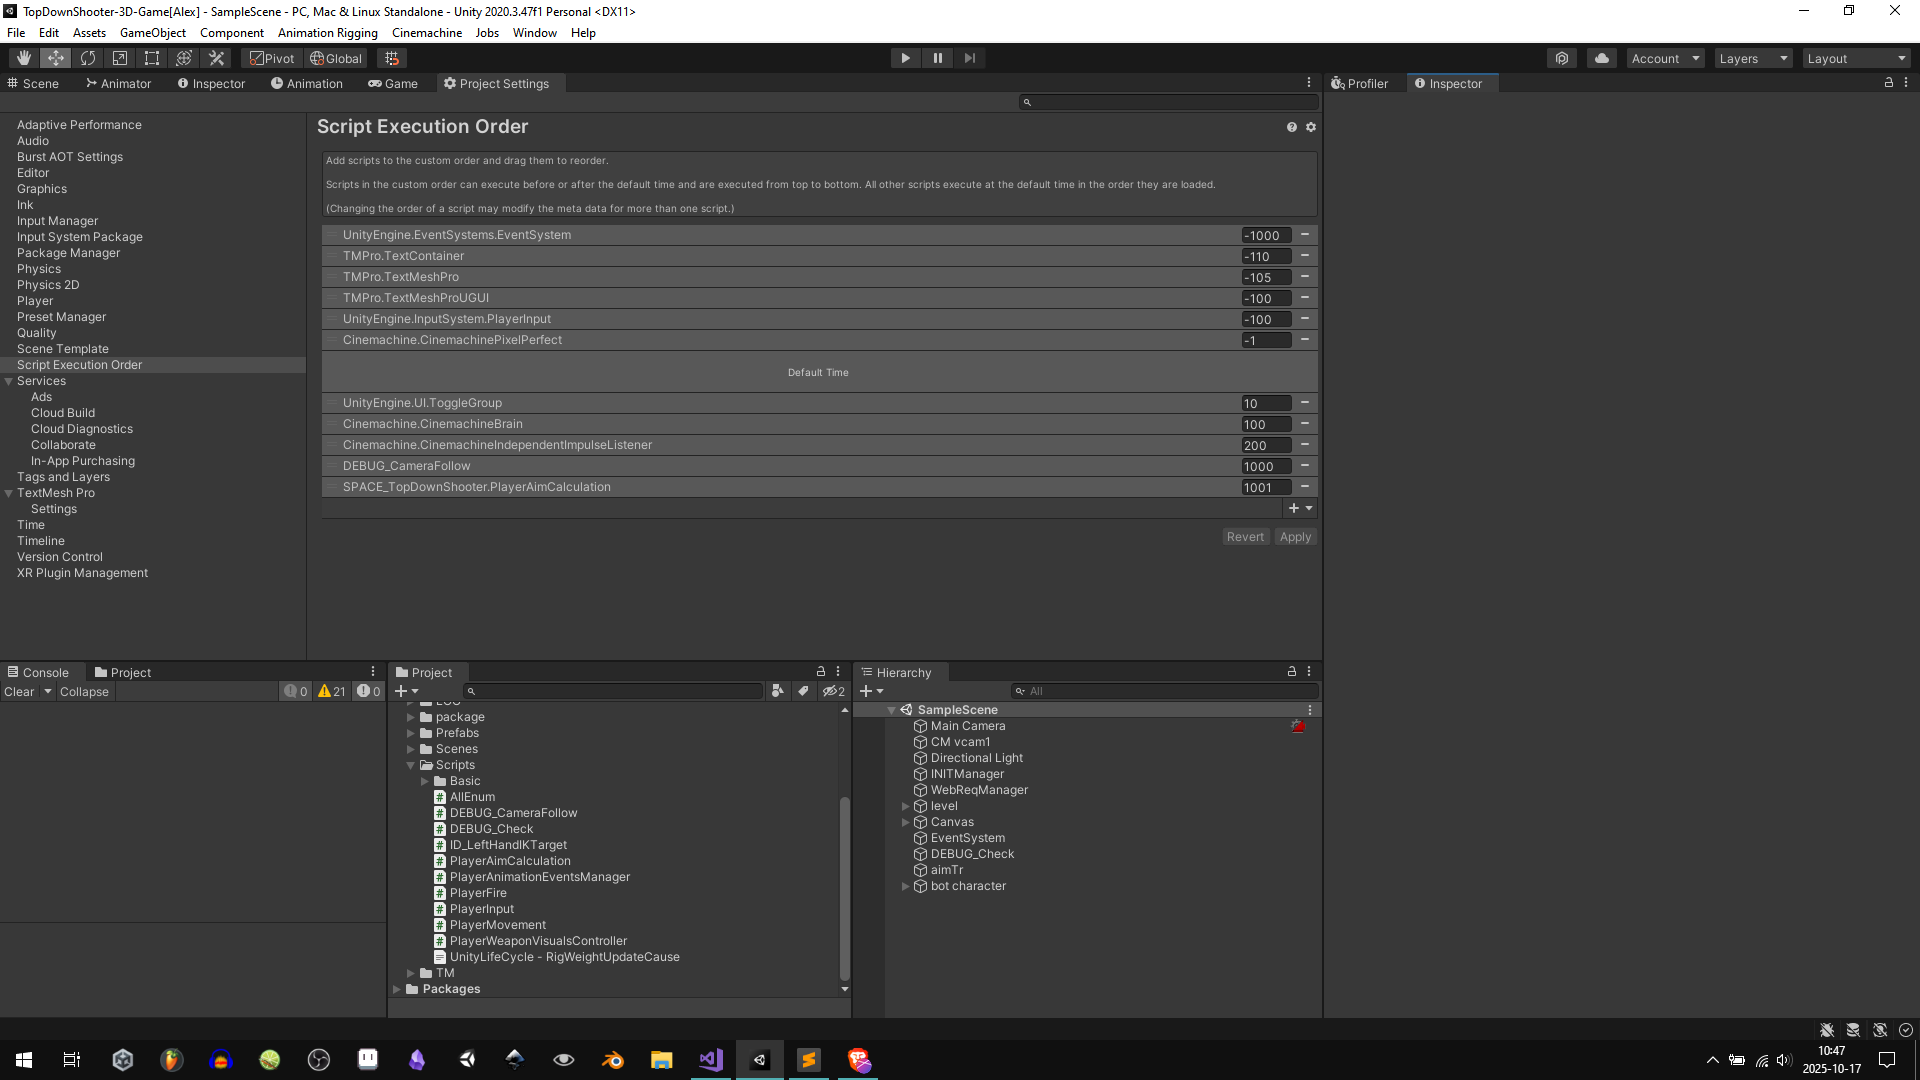 TopDownShooter-3D-Game[Alex] - SampleScene - PC, Mac & Linux Standalone - Unity 2020.3.47f1 Personal <DX11>
File Edit Assets GameObject Component Animation Rigging Cinemachine Jobs Window Help
Pivot Global Account Layers Layout
Scene Animator Inspector Animation Game Project Settings Profiler Inspector
Adaptive Performance
Audio
Burst AOT Settings
Editor
Graphics
Ink
Input Manager
Input System Package
Package Manager
Physics
Physics 2D
Player
Preset Manager
Quality
Scene Template
Script Execution Order
Services
Ads
Cloud Build
Cloud Diagnostics
Collaborate
In-App Purchasing
Tags and Layers
TextMesh Pro
Settings
Time
Timeline
Version Control
XR Plugin Management
Script Execution Order
Add scripts to the custom order and drag them to reorder.
Scripts in the custom order can execute before or after the default time and are executed from top to bottom. All other scripts execute at the default time in the order they are loaded.
(Changing the order of a script may modify the meta data for more than one script.)
UnityEngine.EventSystems.EventSystem -1000
TMPro.TextContainer -110
TMPro.TextMeshPro -105
TMPro.TextMeshProUGUI -100
UnityEngine.InputSystem.PlayerInput -100
Cinemachine.CinemachinePixelPerfect -1
Default Time
UnityEngine.UI.ToggleGroup 10
Cinemachine.CinemachineBrain 100
Cinemachine.CinemachineIndependentImpulseListener 200
DEBUG_CameraFollow 1000
SPACE_TopDownShooter.PlayerAimCalculation 1001
Revert Apply
Console Project
Clear Collapse 0 21 0
Project
2
package
Prefabs
Scenes
Scripts
Basic
AllEnum
DEBUG_CameraFollow
DEBUG_Check
ID_LeftHandIKTarget
PlayerAimCalculation
PlayerAnimationEventsManager
PlayerFire
PlayerInput
PlayerMovement
PlayerWeaponVisualsController
UnityLifeCycle - RigWeightUpdateCause
TM
Packages
Hierarchy
All
SampleScene
Main Camera
CM vcam1
Directional Light
INITManager
WebReqManager
level
Canvas
EventSystem
DEBUG_Check
aimTr
bot character
10:47
2025-10-17